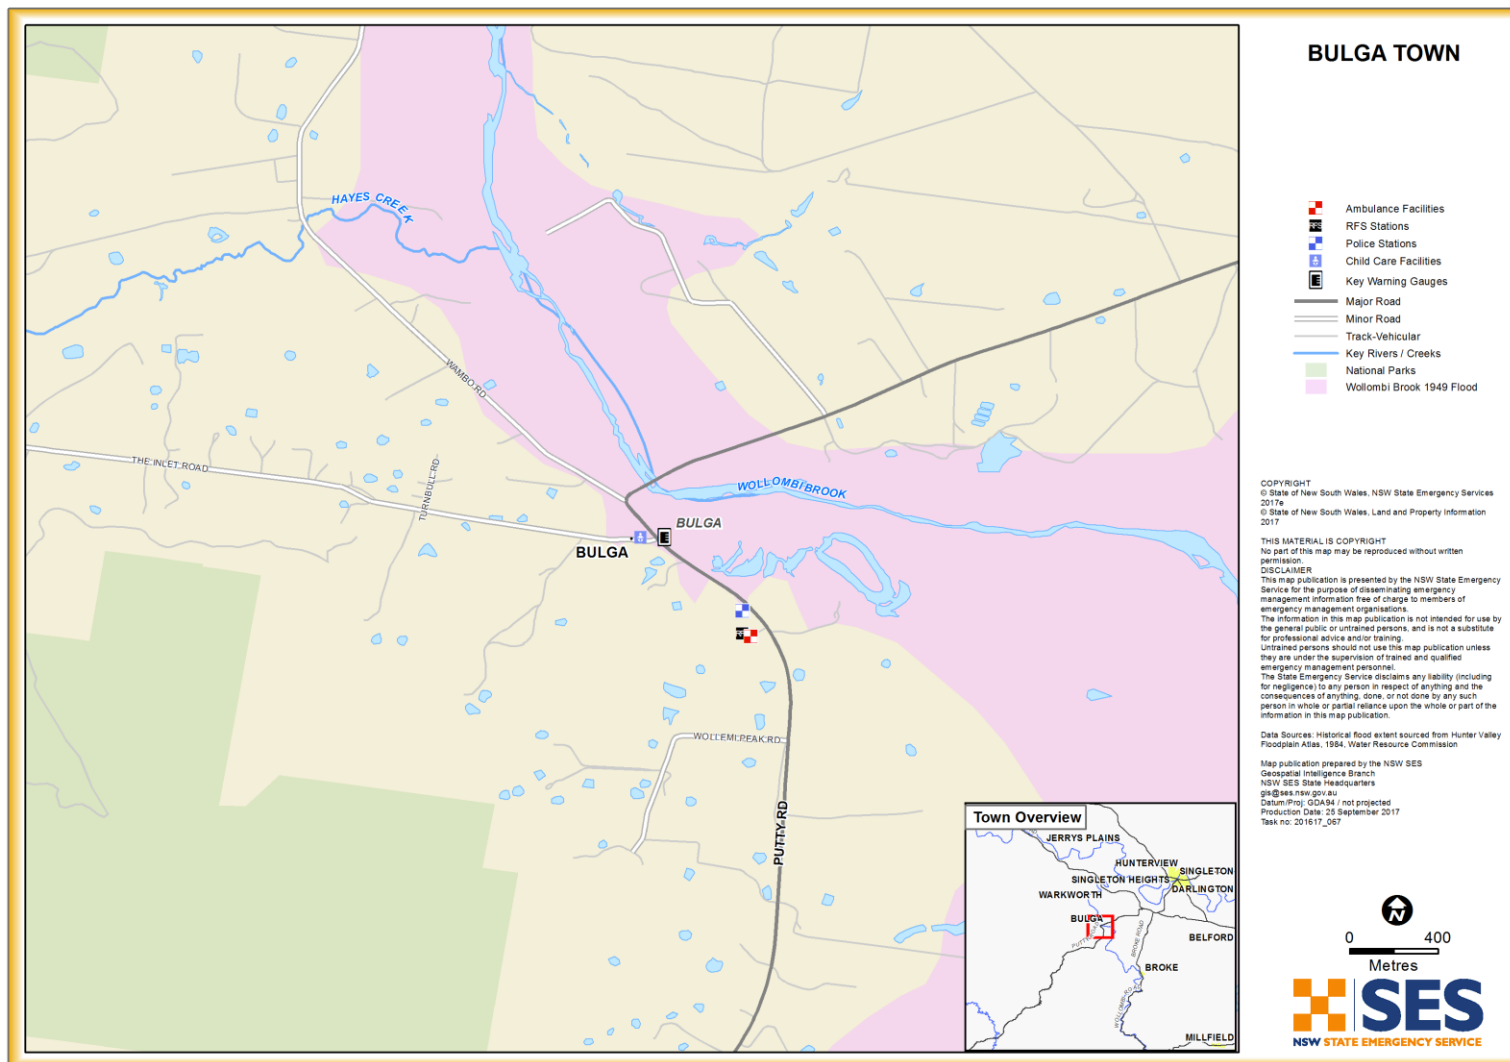 BULGA TOWN
HAYES CREEK
WAMBO RD
THE INLET ROAD
TURNBULL RD
WOLLOMBI BROOK
BULGA
BULGA
WOLLEMI PEAK RD
PUTTY RD
RFS
Ambulance Facilities
RFS Stations
Police Stations
Child Care Facilities
Key Warning Gauges
Major Road
Minor Road
Track-Vehicular
Key Rivers / Creeks
National Parks
Wollombi Brook 1949 Flood
COPYRIGHT
© State of New South Wales, NSW State Emergency Services
2017e
© State of New South Wales, Land and Property Information
2017
THIS MATERIAL IS COPYRIGHT
No part of this map may be reproduced without written
permission.
DISCLAIMER
This map publication is presented by the NSW State Emergency
Service for the purpose of disseminating emergency
management information free of charge to members of
emergency management organisations.
The information in this map publication is not intended for use by
the general public or untrained persons, and is not a substitute
for professional advice and/or training.
Untrained persons should not use this map publication unless
they are under the supervision of trained and qualified
emergency management personnel.
The State Emergency Service disclaims any liability (including
for negligence) to any person in respect of anything and the
consequences of anything, done, or not done by any such
person in whole or partial reliance upon the whole or part of the
information in this map publication.
Data Sources: Historical flood extent sourced from Hunter Valley
Floodplain Atlas, 1984, Water Resource Commission
Map publication prepared by the NSW SES
Geospatial Intelligence Branch
NSW SES State Headquarters
gis@ses.nsw.gov.au
Datum/Proj: GDA94 / not projected
Production Date: 25 September 2017
Task no: 201617_067
Town Overview
JERRYS PLAINS
HUNTERVIEW
SINGLETON
SINGLETON HEIGHTS
DARLINGTON
WARKWORTH
BULGA
BROKE ROAD
BELFORD
BROKE
MILLFIELD
N
0 400
Metres
SES
NSW STATE EMERGENCY SERVICE